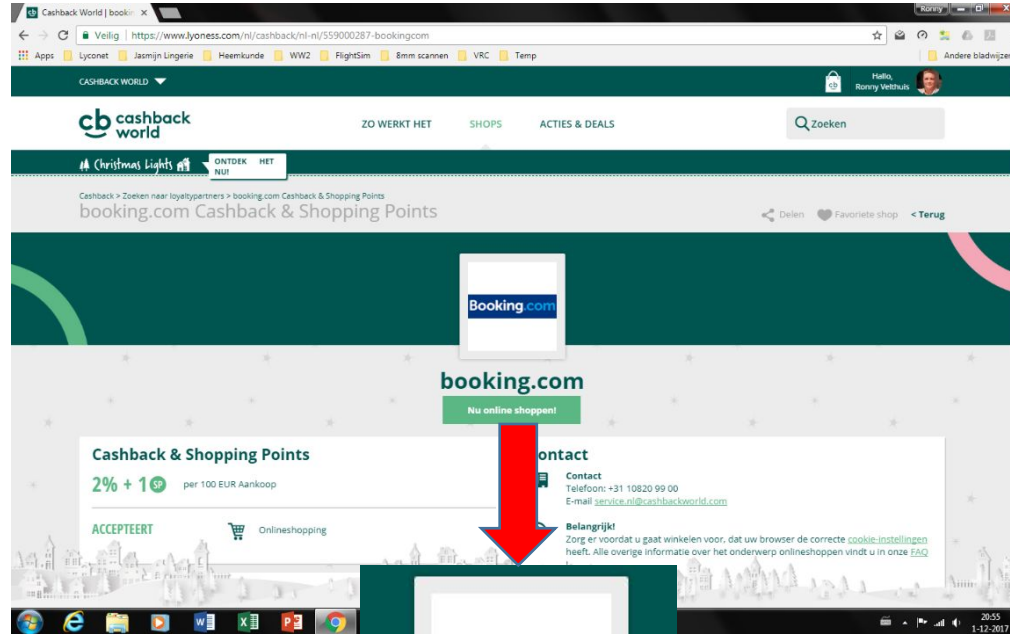 Cashback World | bookin
Ronny
Veilig | https://www.lyoness.com/nl/cashback/nl-nl/559000287-bookingcom
Apps Lyconet Jasmijn Lingerie Heemkunde WW2 FlightSim 8mm scannen VRC Temp Andere bladwijzer
CASHBACK WORLD
cb
Hallo,
Ronny Velthuis
cb cashback
world
ZO WERKT HET SHOPS ACTIES & DEALS
Zoeken
Christmas Lights
ONTDEK HET
NU!
Cashback > Zoeken naar loyaltypartners > booking.com Cashback & Shopping Points
booking.com Cashback & Shopping Points
Delen Favoriete shop < Terug
Booking.com
booking.com
Nu online shoppen!
Cashback & Shopping Points
2% + 1 SP per 100 EUR Aankoop
ACCEPTEERT Onlineshopping
ontact
Contact
Telefoon: +31 10820 99 00
E-mail service.nl@cashbackworld.com
Belangrijk!
Zorg er voordat u gaat winkelen voor, dat uw browser de correcte cookie-instellingen
heeft. Alle overige informatie over het onderwerp onlineshoppen vindt u in onze FAQ
20:55
1-12-2017